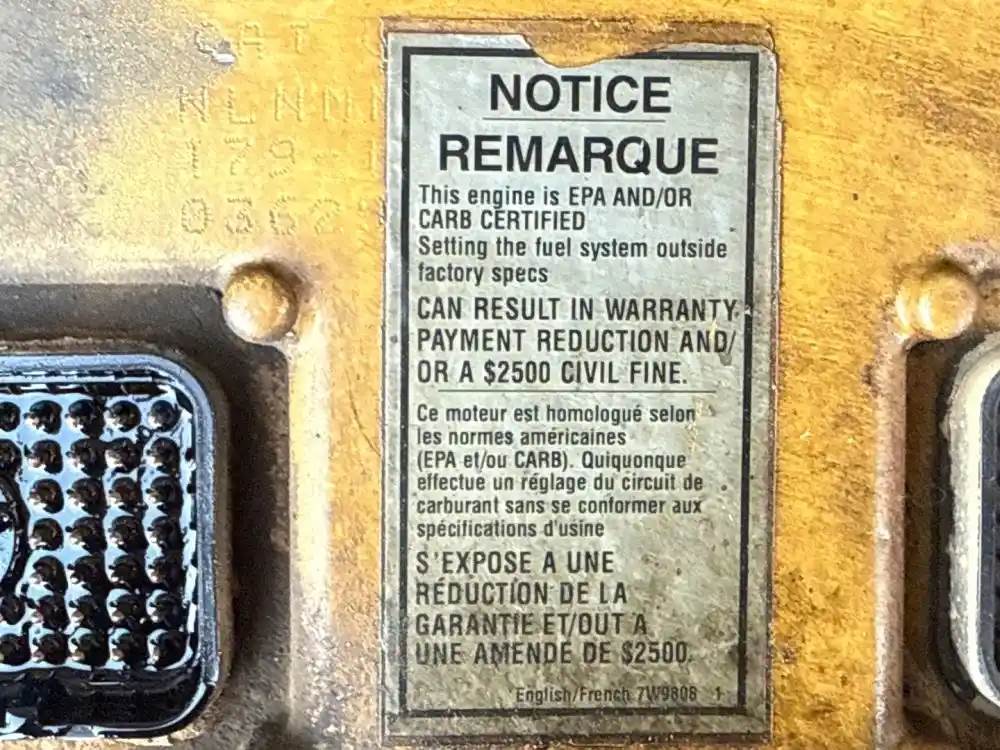 CAT
NOTICE
REMARQUE
This engine is EPA AND/OR
CARB CERTIFIED
Setting the fuel system outside
factory specs
CAN RESULT IN WARRANTY
PAYMENT REDUCTION AND/
OR A $2500 CIVIL FINE.
Ce moteur est homologué selon
les normes américaines
(EPA et/ou CARB). Quiquonque
effectue un réglage du circuit de
carburant sans se conformer aux
spécifications d'usine
S'EXPOSE A UNE
RÉDUCTION DE LA
GARANTIE ET/OUT A
UNE AMENDE DE $2500.
English/French 7W9808 1